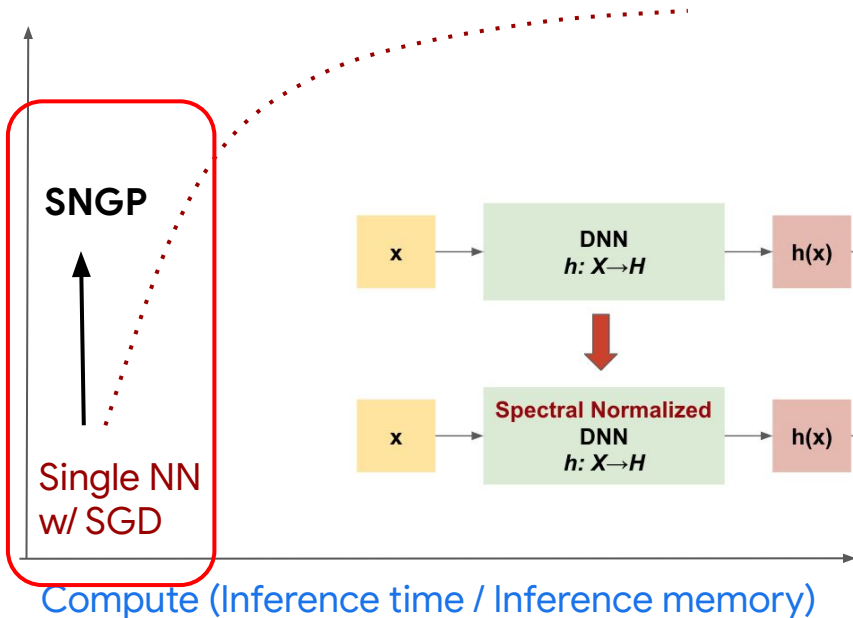 SNGP
Single NN
w/ SGD
x
DNN
h: X→H
h(x)
x
Spectral Normalized
DNN
h: X→H
h(x)
Compute (Inference time / Inference memory)